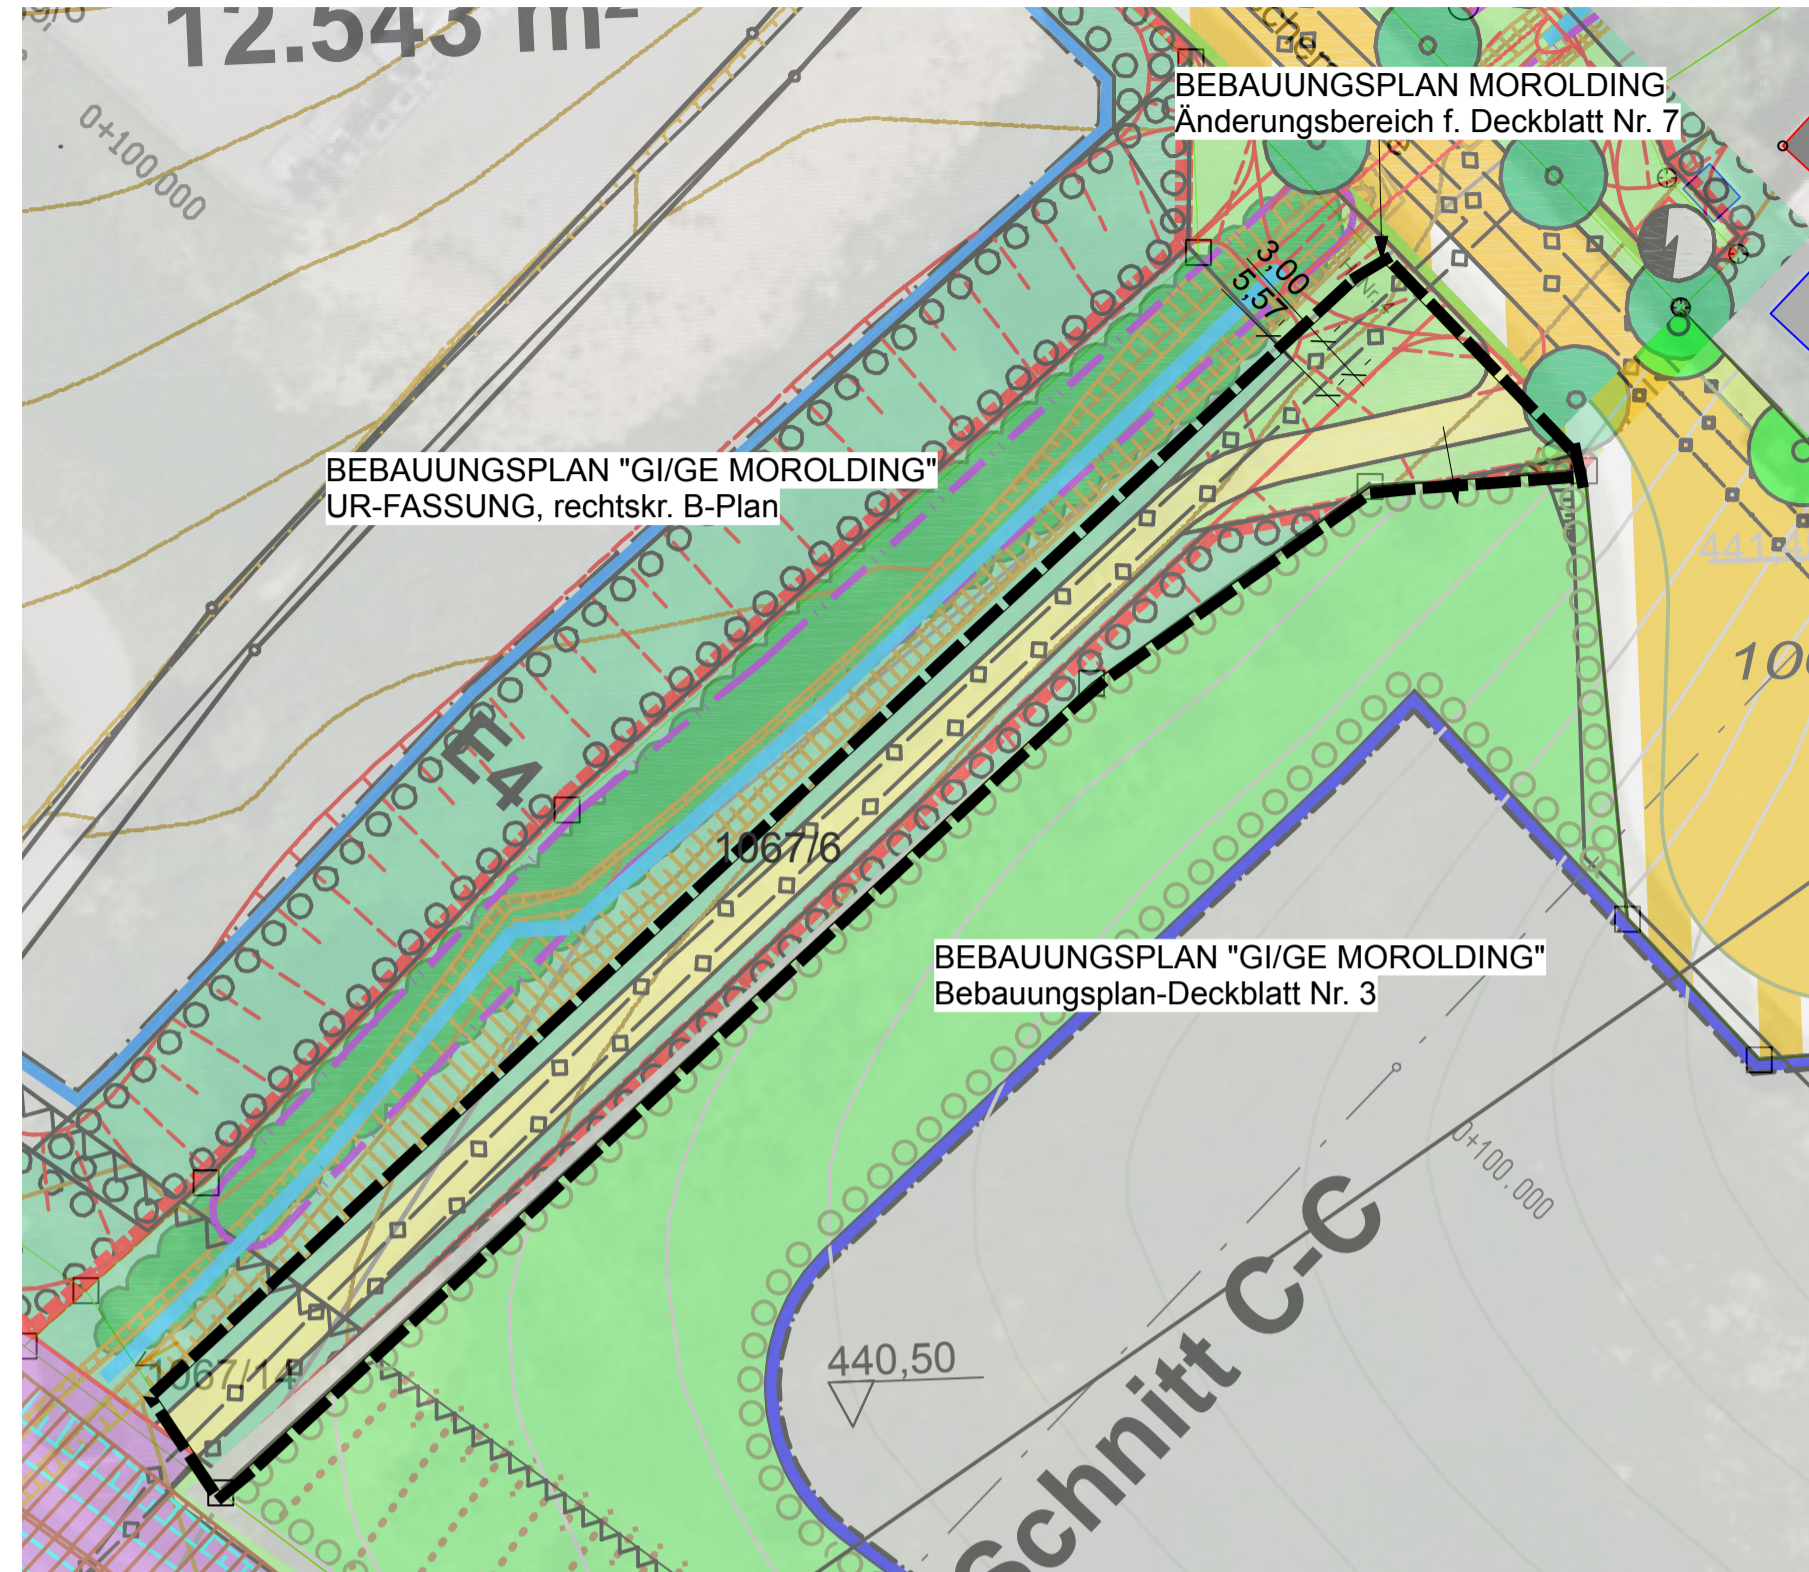 12.543 m²
0+100.000
BEBAUUNGSPLAN MOROLDING
Änderungsbereich f. Deckblatt Nr. 7
3,00
5,57
BEBAUUNGSPLAN "GI/GE MOROLDING"
UR-FASSUNG, rechtskr. B-Plan
E4
1067/6
BEBAUUNGSPLAN "GI/GE MOROLDING"
Bebauungsplan-Deckblatt Nr. 3
0+100.000
440,50
1067/14
Schnitt C-C